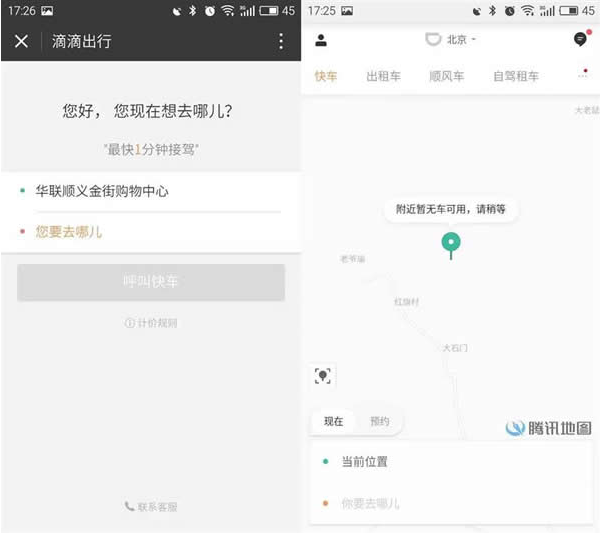 17:26
3G
45
滴滴出行
您好，您现在想去哪儿？
"最快1分钟接驾"
华联顺义金街购物中心
您要去哪儿
呼叫快车
计价规则
联系客服
17:25
3G
45
北京
快车
出租车
顺风车
自驾租车
附近暂无车可用，请稍等
老爷庙
红旗村
大石门
现在
预约
腾讯地图
当前位置
你要去哪儿